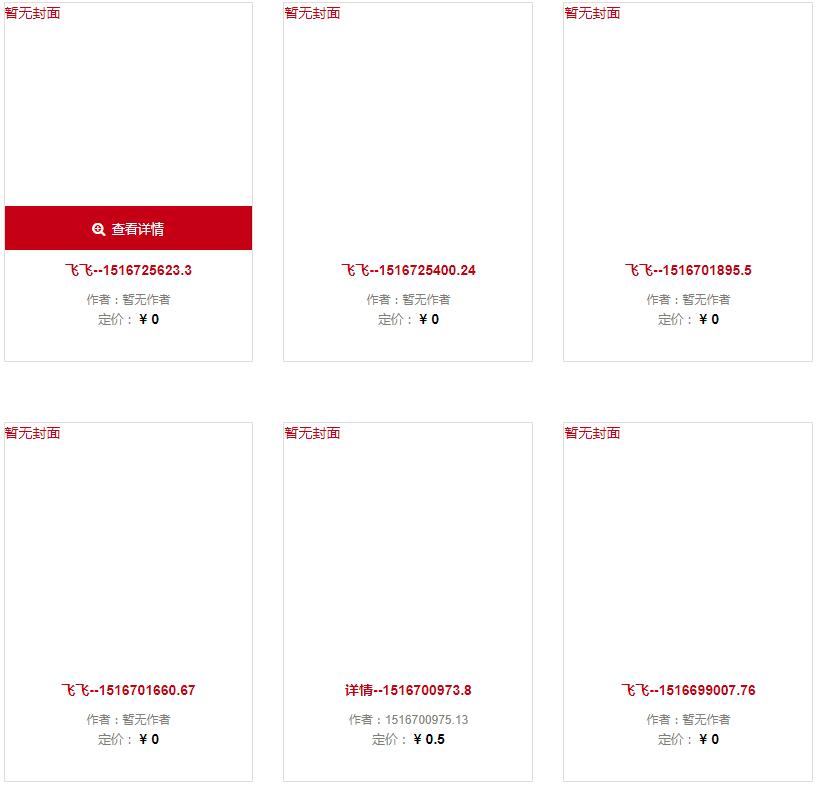 暂无封面
查看详情
飞飞--1516725623.3
作者：暂无作者
定价：¥ 0
暂无封面
飞飞--1516725400.24
作者：暂无作者
定价：¥ 0
暂无封面
飞飞--1516701895.5
作者：暂无作者
定价：¥ 0
暂无封面
飞飞--1516701660.67
作者：暂无作者
定价：¥ 0
暂无封面
详情--1516700973.8
作者：1516700975.13
定价：¥ 0.5
暂无封面
飞飞--1516699007.76
作者：暂无作者
定价：¥ 0